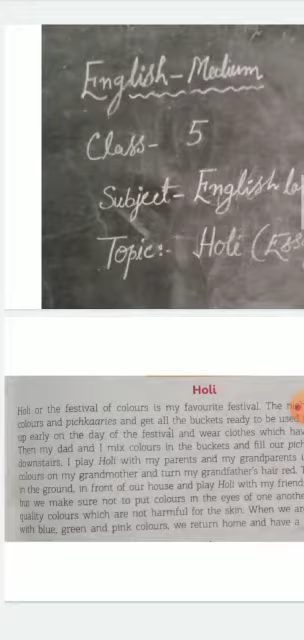 English-Medium
Class- 5
Subject- English
Topic:- Holi
Holi
Holi or the festival of colours is my favourite festival. The
colours and pichkaaries and get all the buckets ready to be used
up early on the day of the festival and wear clothes which
Then my dad and I mix colours in the buckets and fill our
downstairs. I play Holi with my parents and my grandparents
colours on my grandmother and turn my grandfather's hair red.
in the ground, in front of our house and play Holi with my
but we make sure not to put colours in the eyes of one
quality colours which are not harmful for the skin. When we
with blue, green and pink colours, we return home and have a